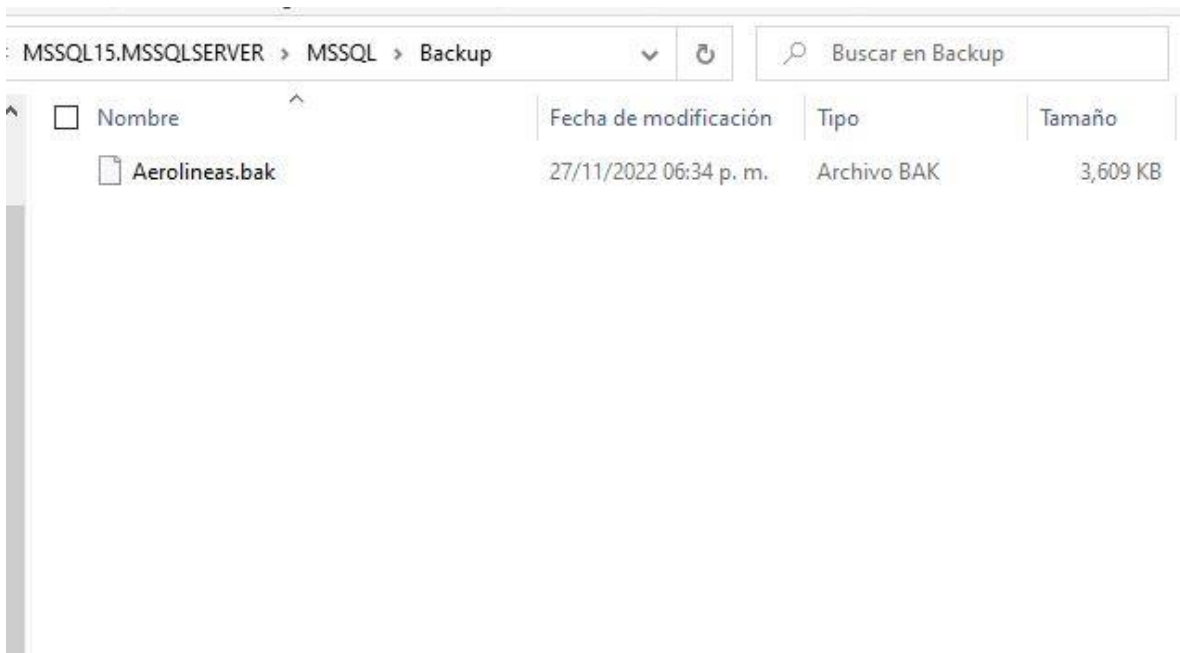 MSSQL15.MSSQLSERVER > MSSQL > Backup Buscar en Backup
Nombre Fecha de modificación Tipo Tamaño
Aerolineas.bak 27/11/2022 06:34 p. m. Archivo BAK 3,609 KB